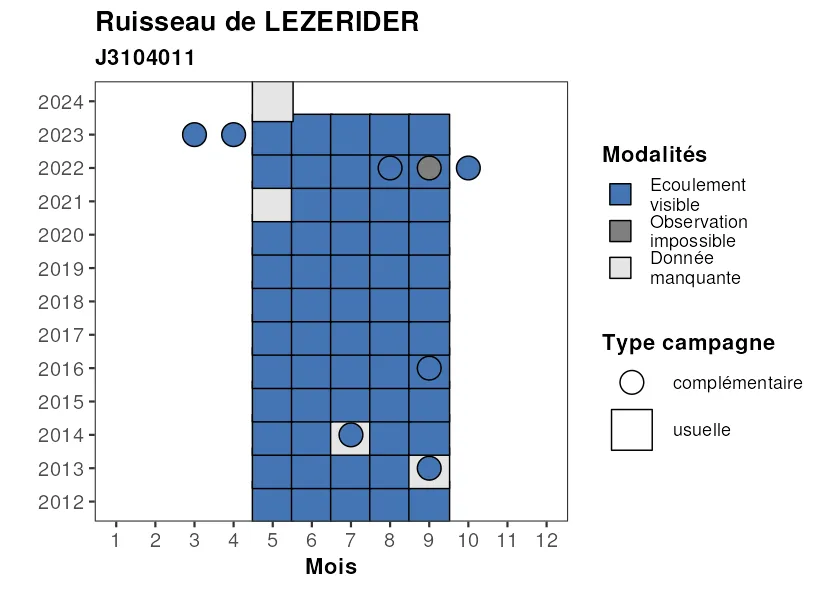 Ruisseau de LEZERIDER
J3104011
2024
2023
2022
2021
2020
2019
2018
2017
2016
2015
2014
2013
2012
1 2 3 4 5 6 7 8 9 10 11 12
Mois
Modalités
Ecoulement
visible
Observation
impossible
Donnée
manquante
Type campagne
complémentaire
usuelle